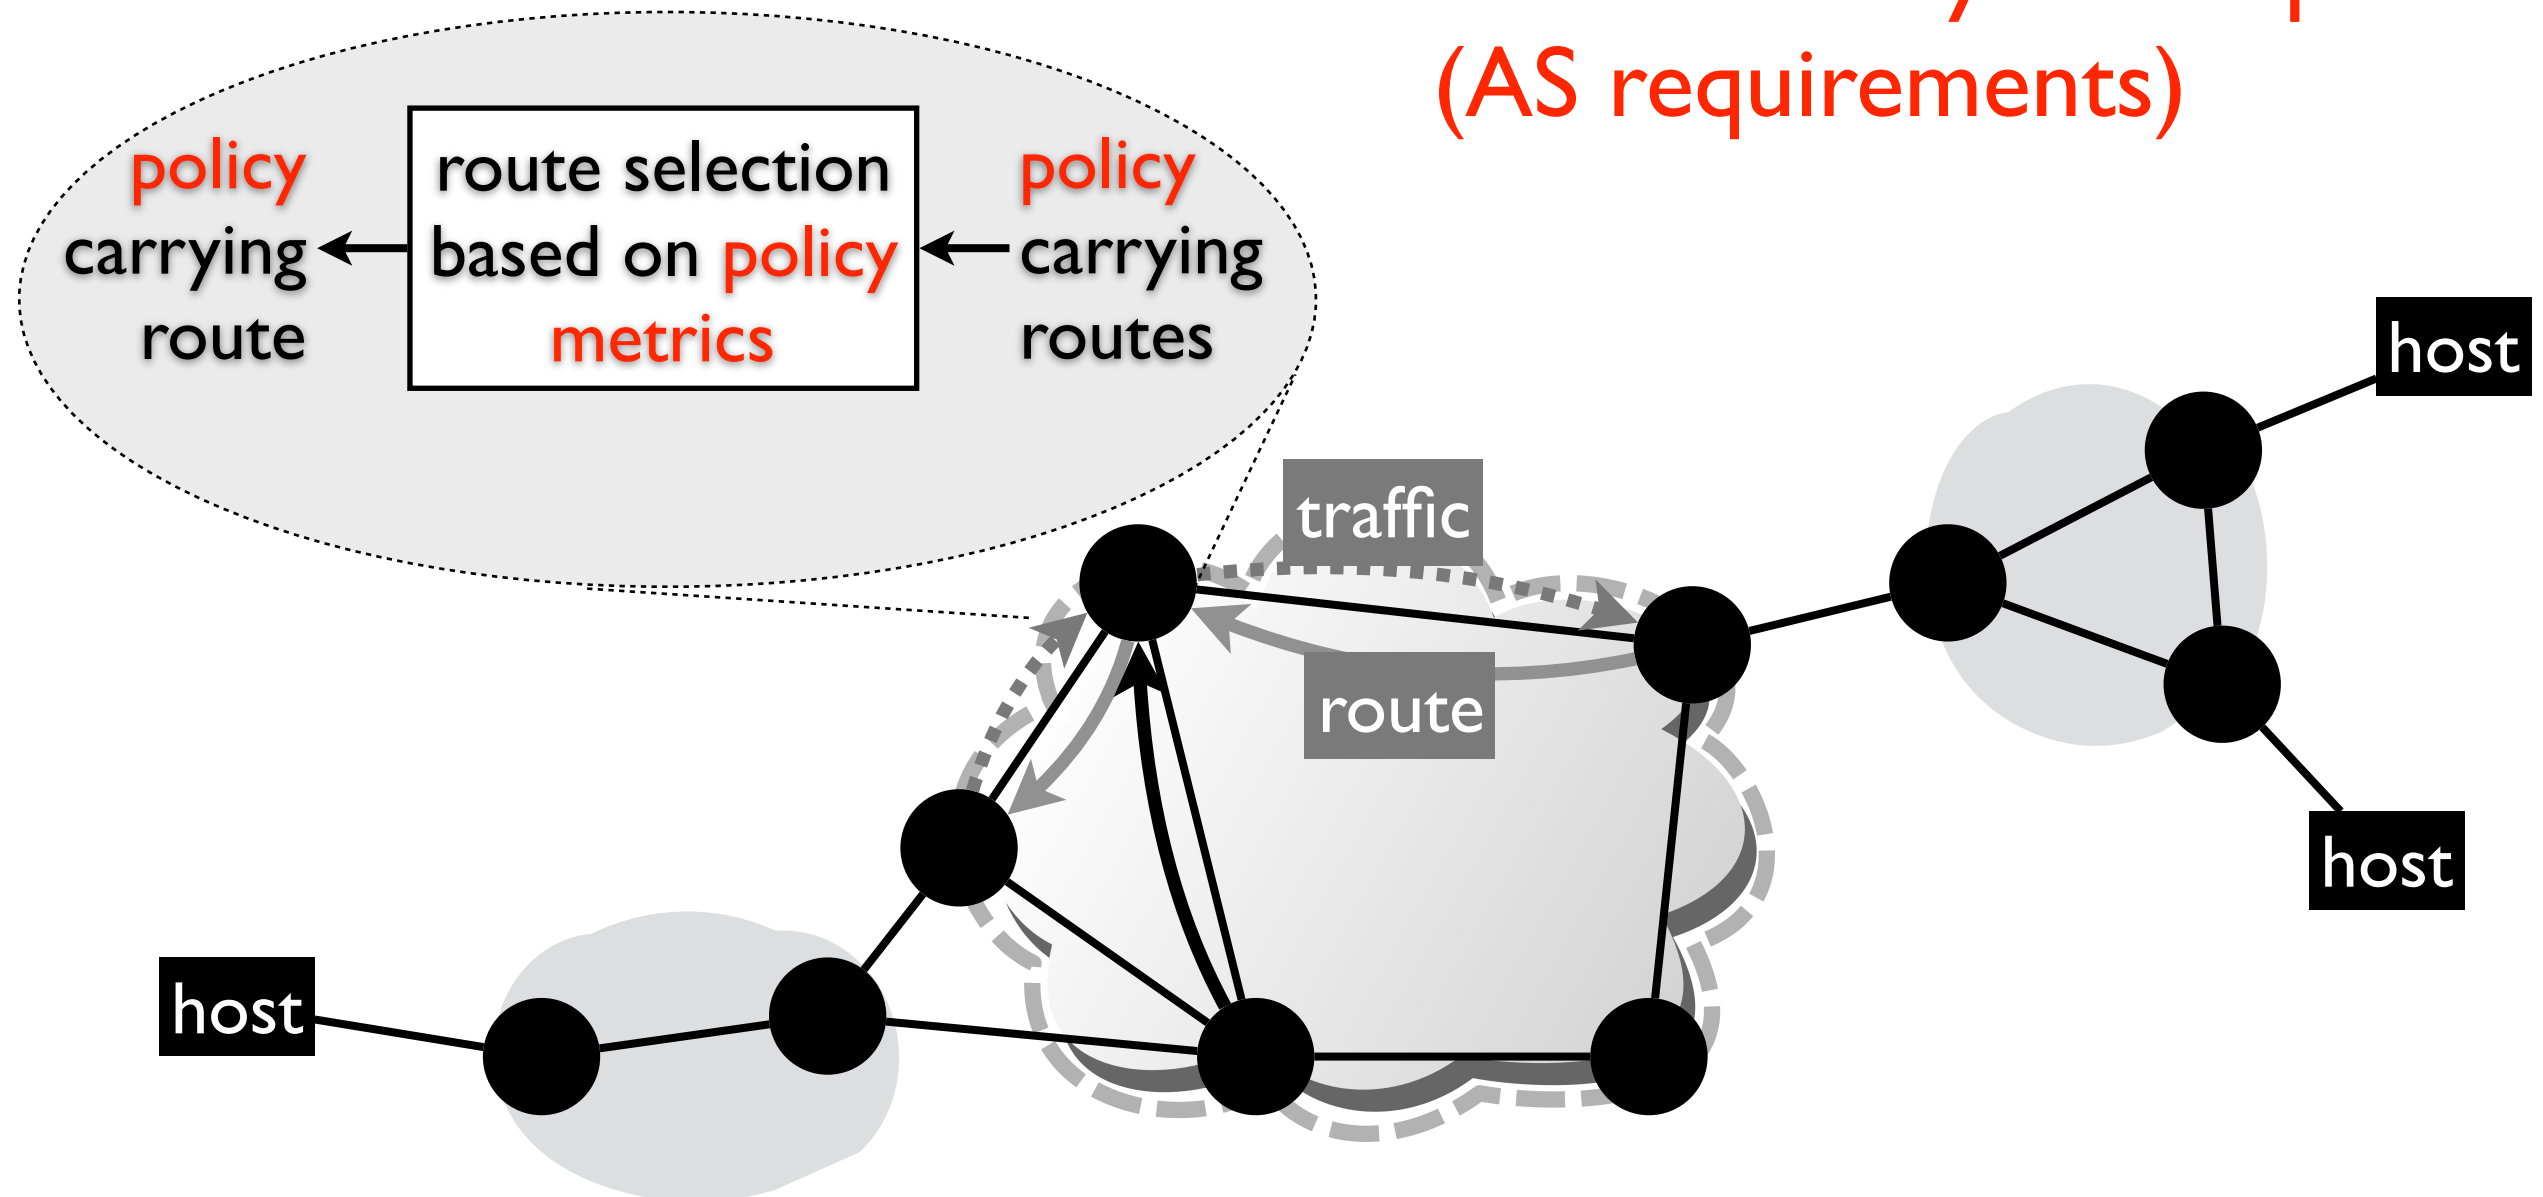 (AS requirements)
policy
carrying
route
route selection
based on policy
metrics
policy
carrying
routes
host
traffic
route
host
host